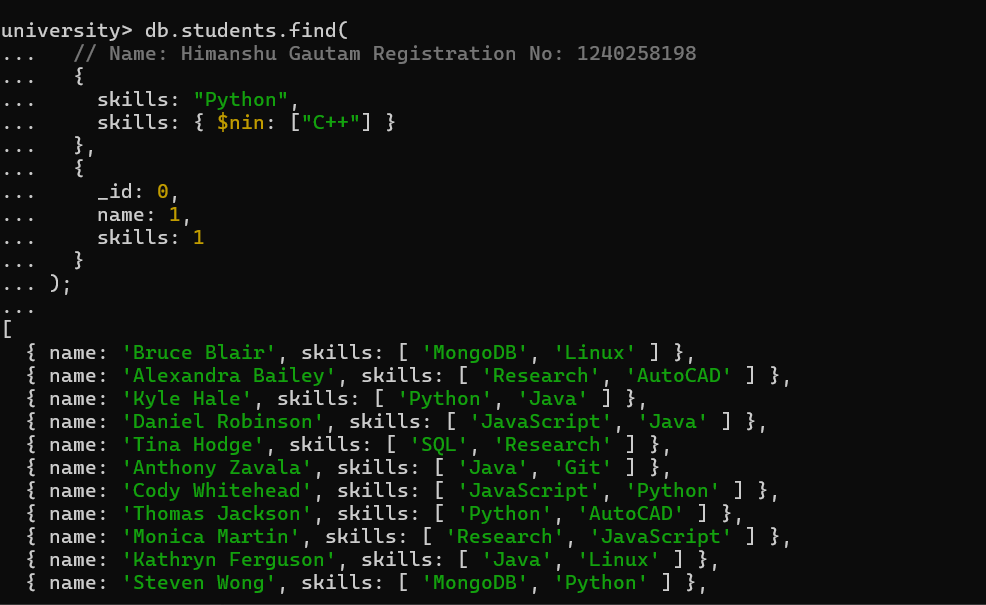 university> db.students.find(
...   // Name: Himanshu Gautam Registration No: 1240258198
...   {
...     skills: "Python",
...     skills: { $nin: ["C++"] }
...   },
...   {
...     _id: 0,
...     name: 1,
...     skills: 1
...   }
... );
...
[
  { name: 'Bruce Blair', skills: [ 'MongoDB', 'Linux' ] },
  { name: 'Alexandra Bailey', skills: [ 'Research', 'AutoCAD' ] },
  { name: 'Kyle Hale', skills: [ 'Python', 'Java' ] },
  { name: 'Daniel Robinson', skills: [ 'JavaScript', 'Java' ] },
  { name: 'Tina Hodge', skills: [ 'SQL', 'Research' ] },
  { name: 'Anthony Zavala', skills: [ 'Java', 'Git' ] },
  { name: 'Cody Whitehead', skills: [ 'JavaScript', 'Python' ] },
  { name: 'Thomas Jackson', skills: [ 'Python', 'AutoCAD' ] },
  { name: 'Monica Martin', skills: [ 'Research', 'JavaScript' ] },
  { name: 'Kathryn Ferguson', skills: [ 'Java', 'Linux' ] },
  { name: 'Steven Wong', skills: [ 'MongoDB', 'Python' ] },